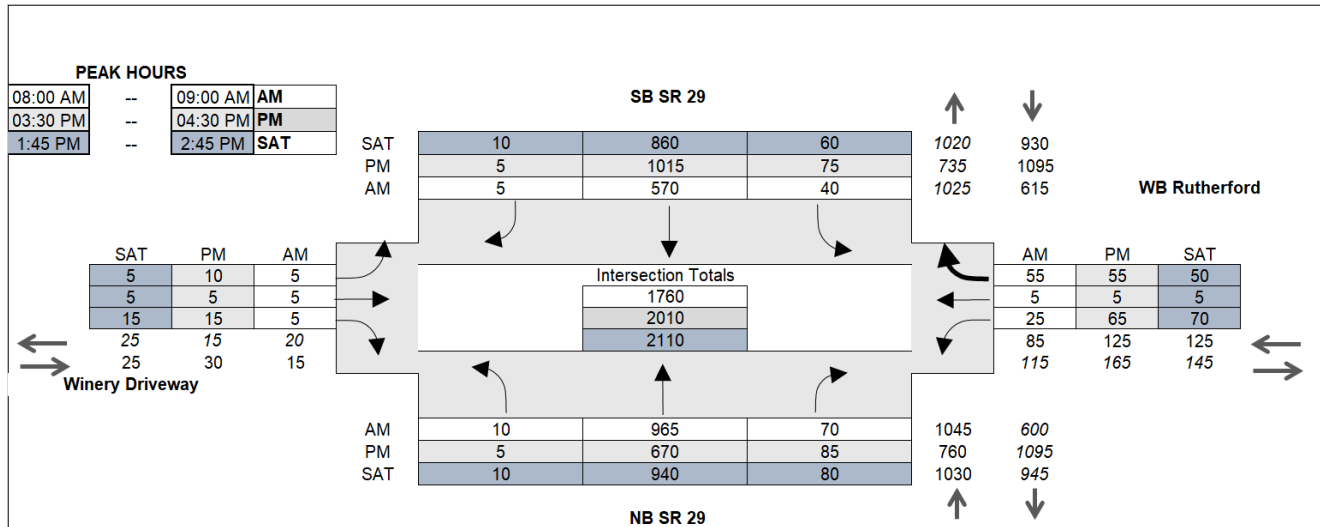 PEAK HOURS
08:00 AM -- 09:00 AM AM
03:30 PM -- 04:30 PM PM
1:45 PM -- 2:45 PM SAT
SB SR 29
SAT 10 860 60 1020 930
PM 5 1015 75 735 1095
AM 5 570 40 1025 615
WB Rutherford
SAT PM AM
5 10 5
5 5 5
15 15 5
25 15 20
25 30 15
Winery Driveway
Intersection Totals
1760
2010
2110
AM PM SAT
55 55 50
5 5 5
25 65 70
85 125 125
115 165 145
AM 10 965 70 1045 600
PM 5 670 85 760 1095
SAT 10 940 80 1030 945
NB SR 29